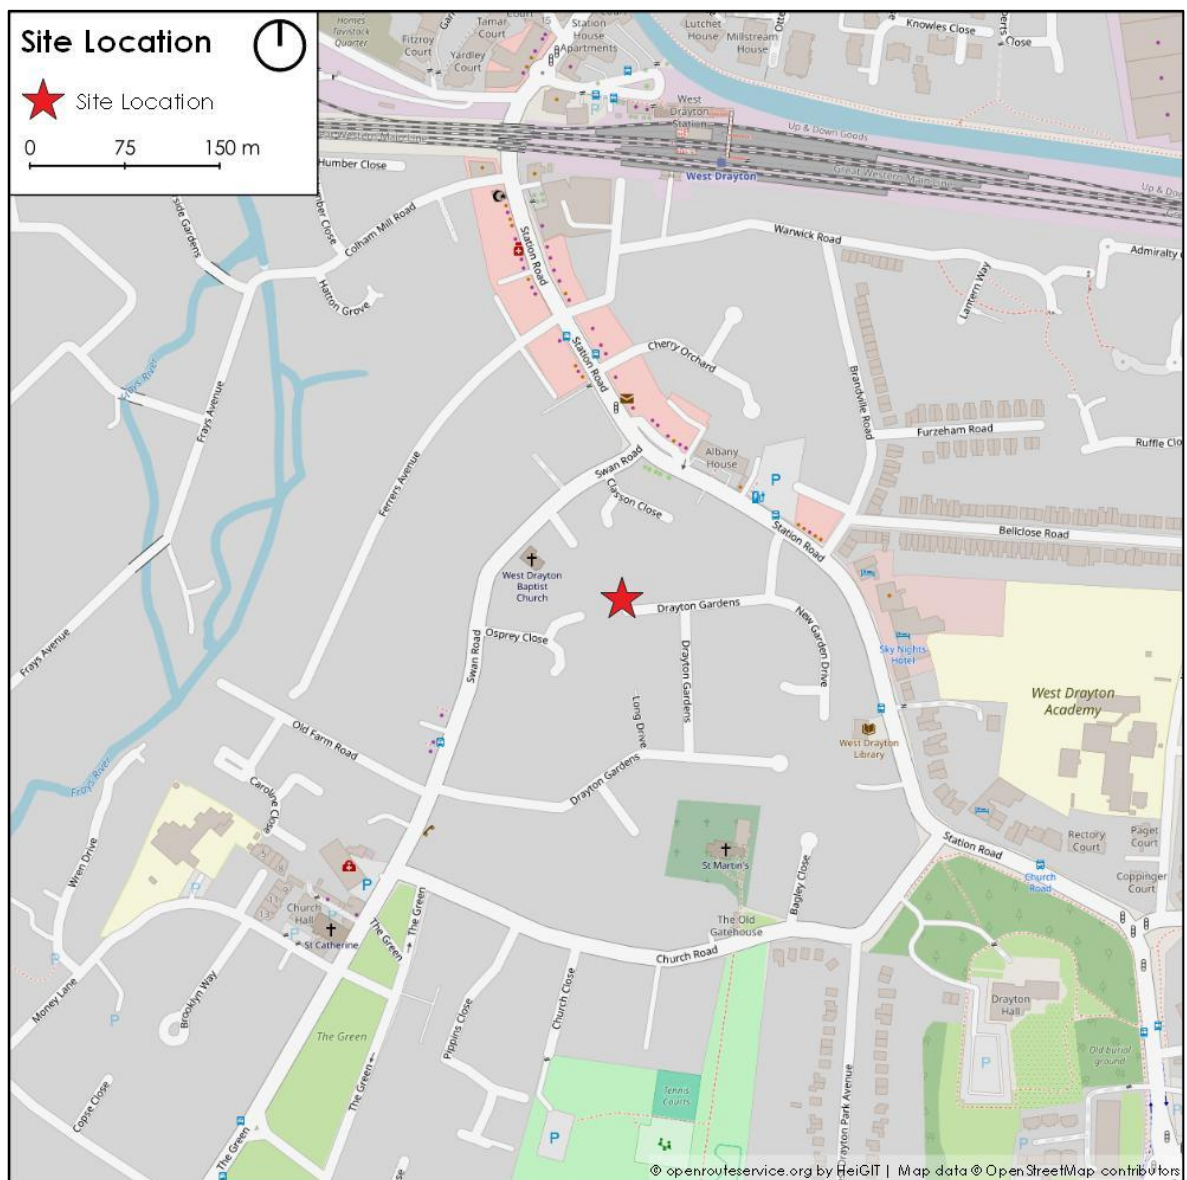 Site Location
Site Location
0 75 150 m
Homes
Tavistock
Quarter
Fitzroy
Court
Tamar
Court
Yardley
Court
15
Station
House
Apartments
Lutchet
House
Millstream
House
Knowles Close
Close
West
Drayton
Station
West Drayton
Up & Down Goods
Great Western Main Line
Humber Close
Colham Mill Road
Hatton Grove
Station Road
Warwick Road
Admiralty
Lantern Way
Frays River
Frays Avenue
Station Road
Cherry Orchard
Brandville Road
Furzeham Road
Ruffle Clo
Ferrers Avenue
Swan Road
Albany
House
P
Classon Close
Station Road
Bellclose Road
West Drayton
Baptist
Church
Drayton Gardens
New Garden Drive
Osprey Close
Swan Road
Drayton Gardens
Sky Nights
Hotel
Frays Avenue
West Drayton
Academy
Long Drive
West Drayton
Library
Old Farm Road
Drayton Gardens
Frays River
Caroline Close
Wren Drive
St Martin's
Station Road
Rectory
Court
Paget
Court
Church
Road
Coppinger
Court
Bagley Close
P
P
Church
Hall
St Catherine
P
P
The Green
The Green
The Old
Gatehouse
Church Road
P
Money Lane
P
Brooklyn Way
Pippins Close
Church Close
Drayton
Hall
The Green
Old burial
ground
P
Tennis
Courts
The Green
Drayton Park Avenue
Copse Close
P
P
P
The Green
© openrouteservice.org by HeiGIT | Map data © OpenStreetMap contributors